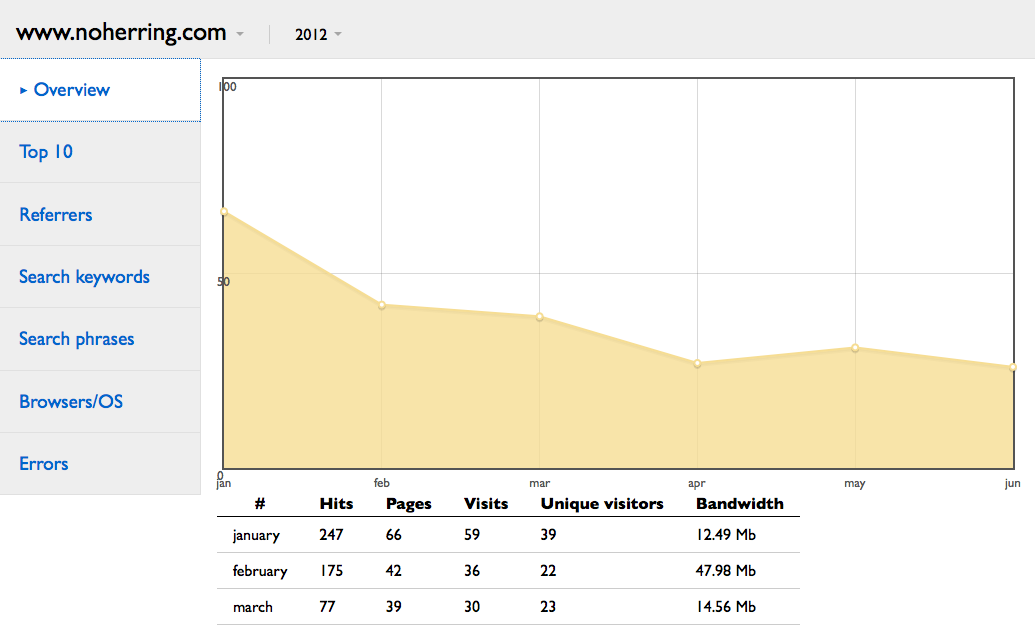 www.noherring.com 2012
Overview
Top 10
Referrers
Search keywords
Search phrases
Browsers/OS
Errors
100
50
0
jan feb mar apr may jun
# Hits Pages Visits Unique visitors Bandwidth
january 247 66 59 39 12.49 Mb
february 175 42 36 22 47.98 Mb
march 77 39 30 23 14.56 Mb